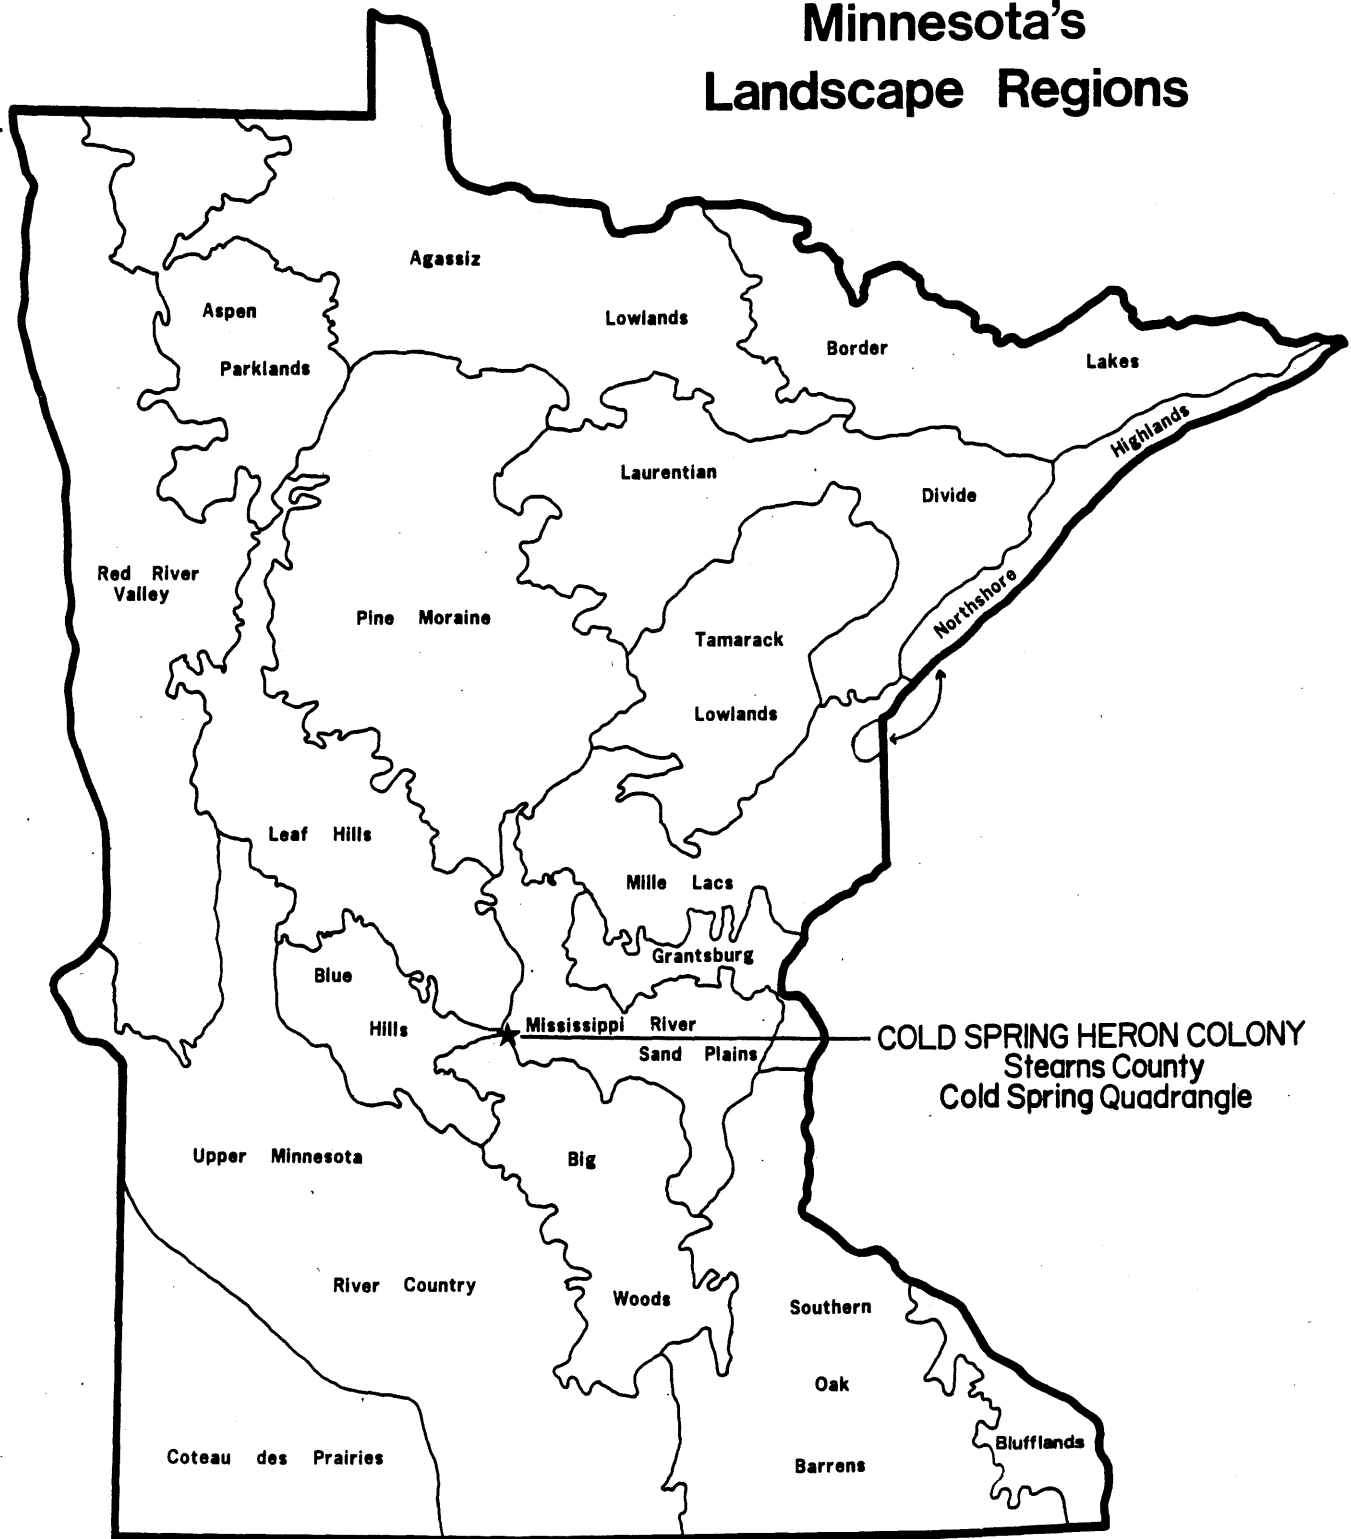 Minnesota's
Landscape Regions
Agassiz
Lowlands
Aspen
Parklands
Border
Lakes
Highlands
Laurentian
Divide
Red River
Valley
Northshore
Pine Moraine
Tamarack
Lowlands
Leaf Hills
Mille Lacs
Grantsburg
Blue
Hills
Mississippi River
Sand Plains
COLD SPRING HERON COLONY
Stearns County
Cold Spring Quadrangle
Upper Minnesota
River Country
Big
Woods
Southern
Oak
Barrens
Blufflands
Coteau des Prairies